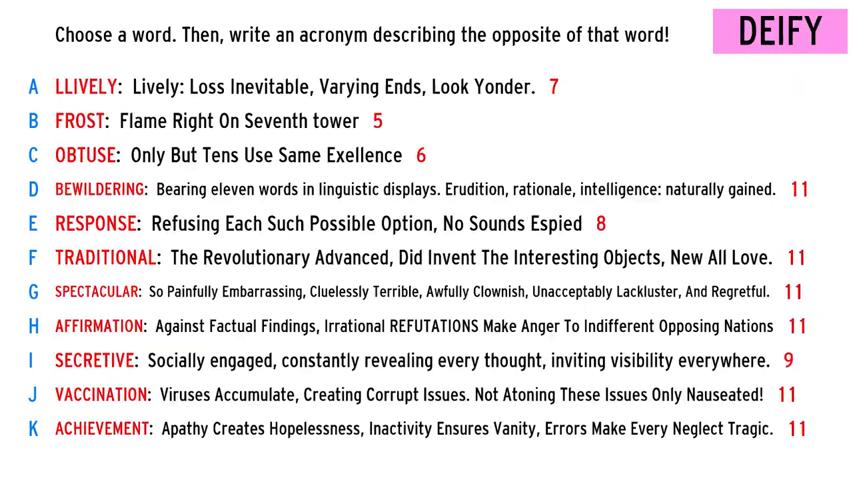 Choose a word. Then, write an acronym describing the opposite of that word!
DEIFY
A LLIVELY: Lively: Loss Inevitable, Varying Ends, Look Yonder. 7
B FROST: Flame Right On Seventh tower 5
C OBTUSE: Only But Tens Use Same Exellence 6
D BEWILDERING: Bearing eleven words in linguistic displays. Erudition, rationale, intelligence: naturally gained. 11
E RESPONSE: Refusing Each Such Possible Option, No Sounds Espied 8
F TRADITIONAL: The Revolutionary Advanced, Did Invent The Interesting Objects, New All Love. 11
G SPECTACULAR: So Painfully Embarrassing, Cluelessly Terrible, Awfully Clownish, Unacceptably Lackluster, And Regretful. 11
H AFFIRMATION: Against Factual Findings, Irrational REFUTATIONS Make Anger To Indifferent Opposing Nations 11
I SECRETIVE: Socially engaged, constantly revealing every thought, inviting visibility everywhere. 9
J VACCINATION: Viruses Accumulate, Creating Corrupt Issues. Not Atoning These Issues Only Nauseated! 11
K ACHIEVEMENT: Apathy Creates Hopelessness, Inactivity Ensures Vanity, Errors Make Every Neglect Tragic. 11